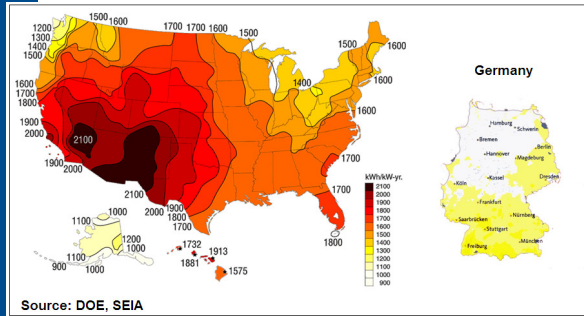 1500
1600
1700 1700 1600
1500
1500
1600
1200
1300
1400
1500
1600
1700
1800
1900
2000
2100
1400
1600
1600
1900
2000
2100
2000
1900
1800
1700
1700
1700
1800
1000
1100
1200
1000
1100
1000
900
1732
1913
1881
1575
kWh/kW-yr.
2100
2000
1900
1800
1700
1600
1500
1400
1300
1200
1100
1000
900
Germany
Hamburg
Schwerin
Bremen
Berlin
Hannover
Magdeburg
Kassel
Dresden
Köln
Frankfurt
Nürnberg
Saarbrücken
Stuttgart
München
Freiburg
Source: DOE, SEIA